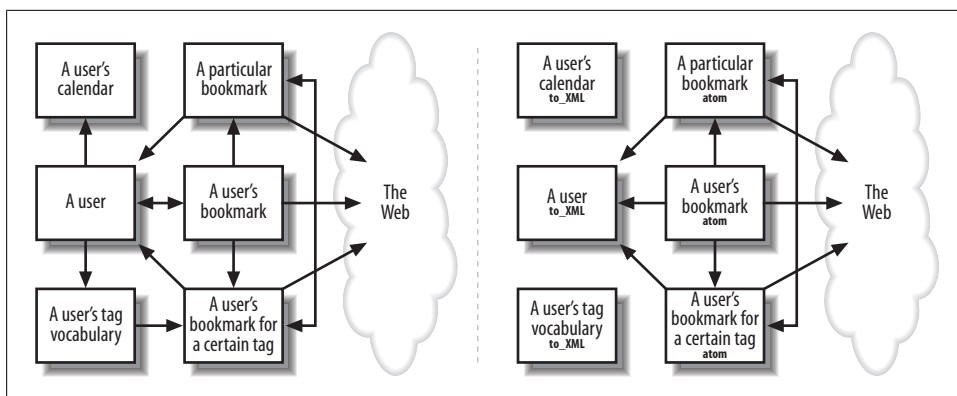 A user's
calendar
A particular
bookmark
A user
A user's
bookmark
The
Web
A user's tag
vocabulary
A user's
bookmark for
a certain tag
A user's
calendar
to_XML
A particular
bookmark
atom
A user
to_XML
A user's
bookmark
atom
The
Web
A user's tag
vocabulary
to_XML
A user's
bookmark for
a certain tag
atom